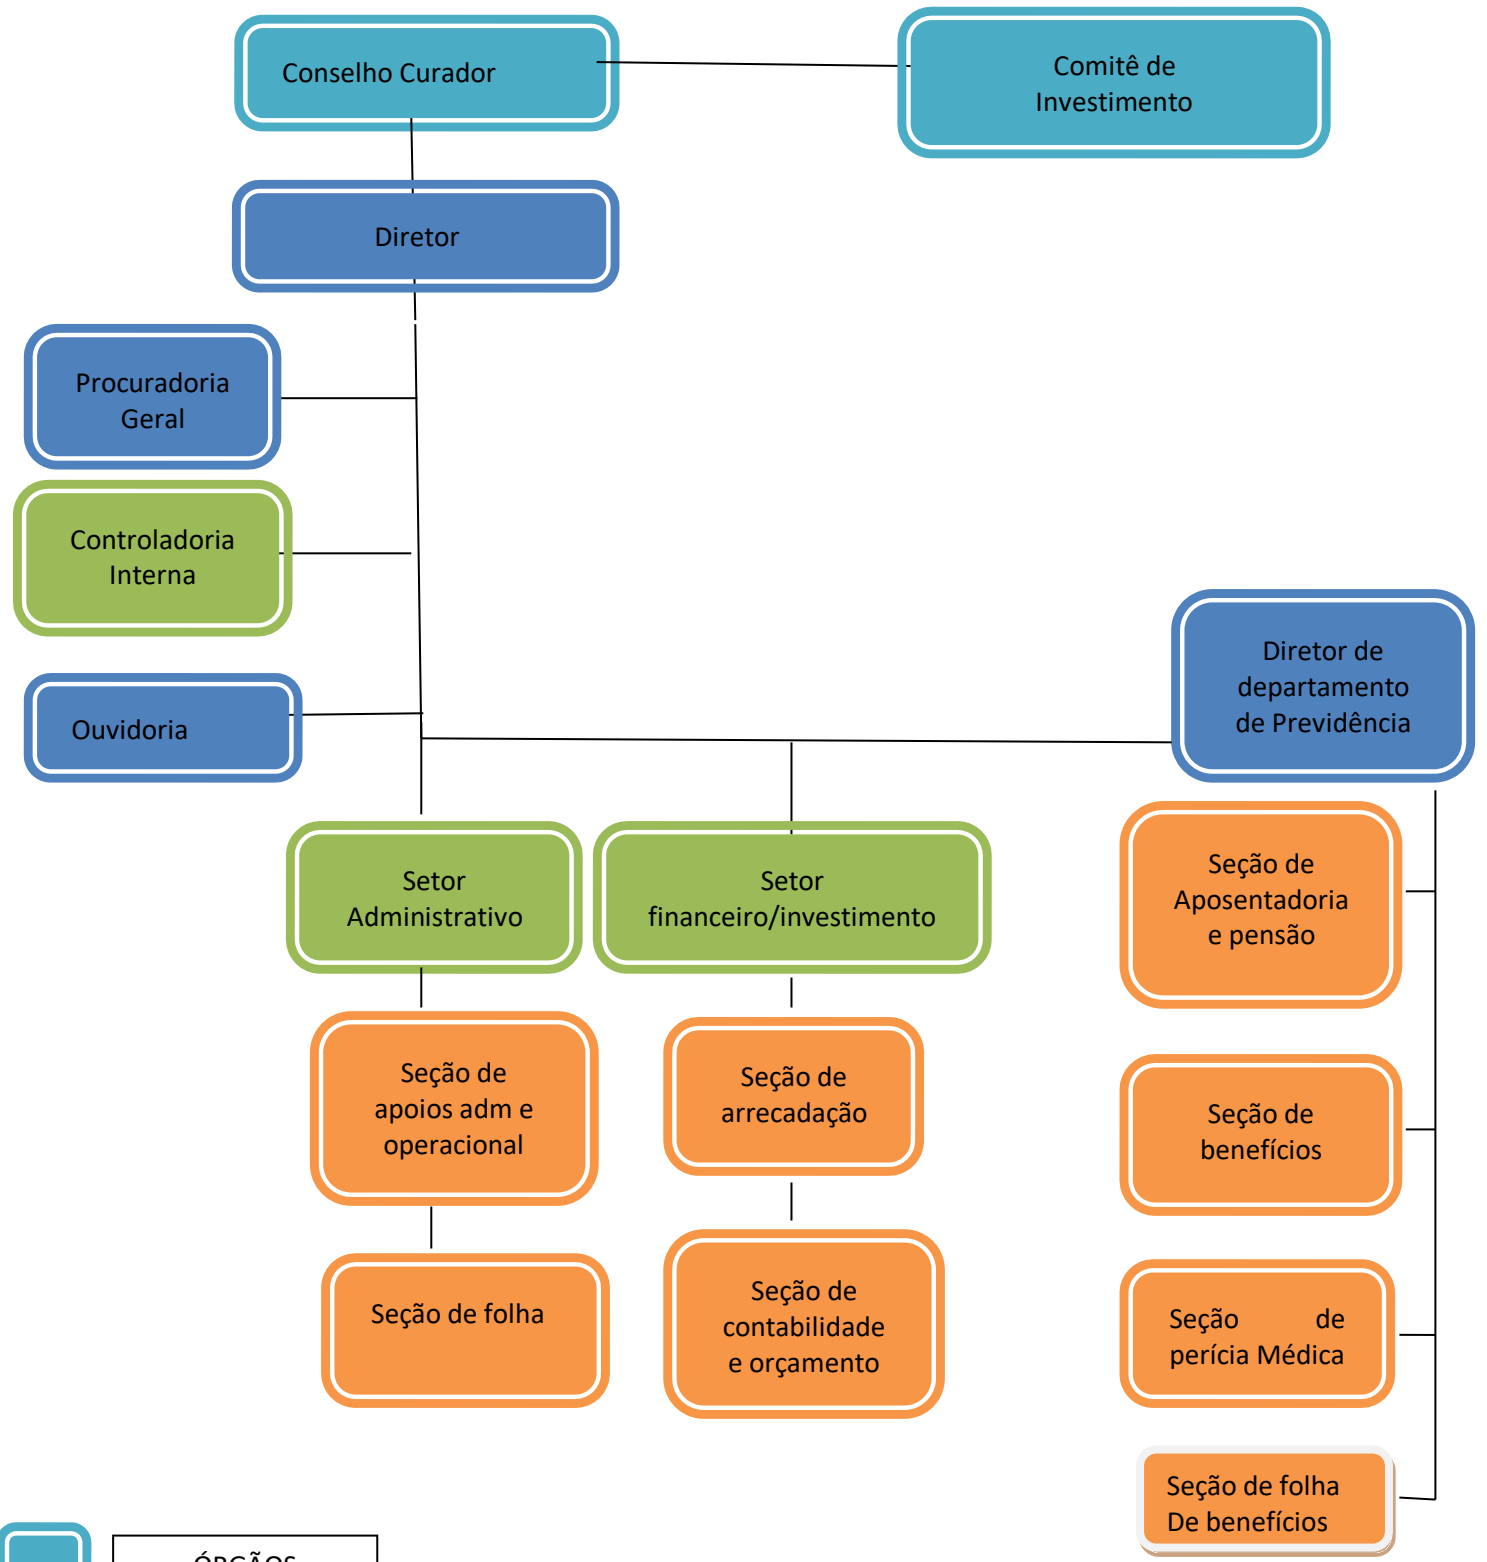 Conselho Curador
Comitê de
Investimento
Diretor
Procuradoria
Geral
Controladoria
Interna
Ouvidoria
Diretor de
departamento
de Previdência
Setor
Administrativo
Setor
financeiro/investimento
Seção de
Aposentadoria
e pensão
Seção de
apoios adm e
operacional
Seção de
arrecadação
Seção de
benefícios
Seção de folha
Seção de
contabilidade
e orçamento
Seção de
perícia Médica
Seção de folha
De benefícios
ÓRGÃOS